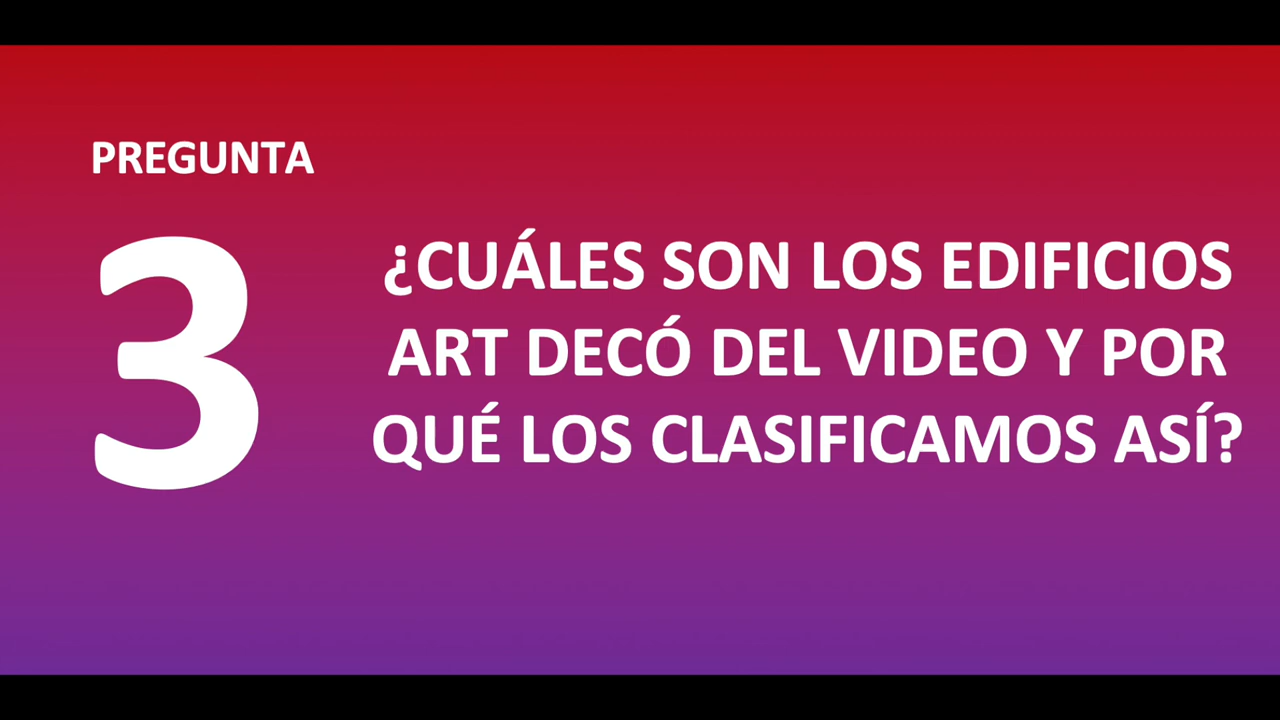 PREGUNTA
3
¿CUÁLES SON LOS EDIFICIOS
ART DECÓ DEL VIDEO Y POR
QUÉ LOS CLASIFICAMOS ASÍ?